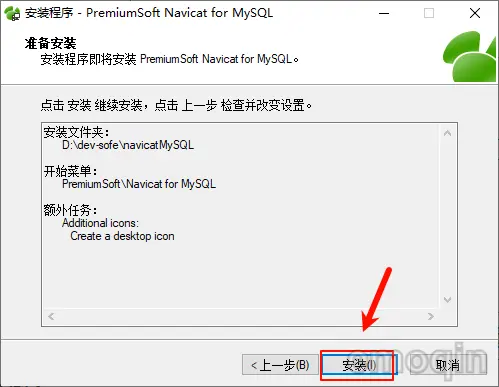 安装程序 - PremiumSoft Navicat for MySQL
准备安装
安装程序即将安装 PremiumSoft Navicat for MySQL。
点击 安装 继续安装，点击 上一步 检查并改变设置。
安装文件夹：
D:\dev-sofe\navicatMySQL
开始菜单：
PremiumSoft\Navicat for MySQL
额外任务：
Additional icons:
Create a desktop icon
< 上一步(B) 安装(I) 取消
omoqin